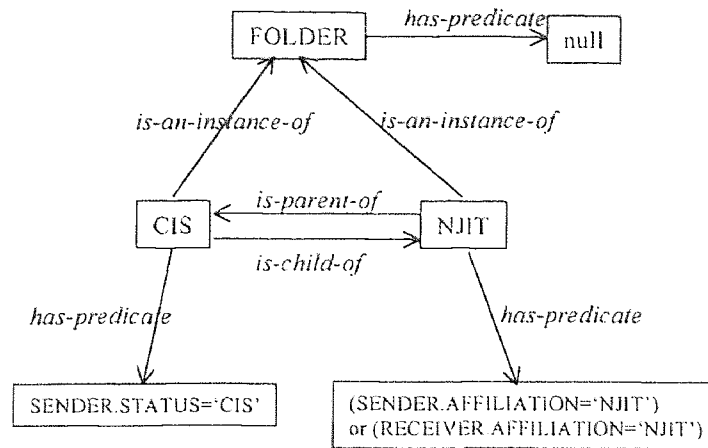 has-predicate
FOLDER
null
is-an-instance-of
is-an-instance-of
is-parent-of
CIS
NJIT
is-child-of
has-predicate
has-predicate
SENDER.STATUS=‘CIS’
(SENDER.AFFILIATION=‘NJIT’)
or (RECEIVER.AFFILIATION=‘NJIT’)